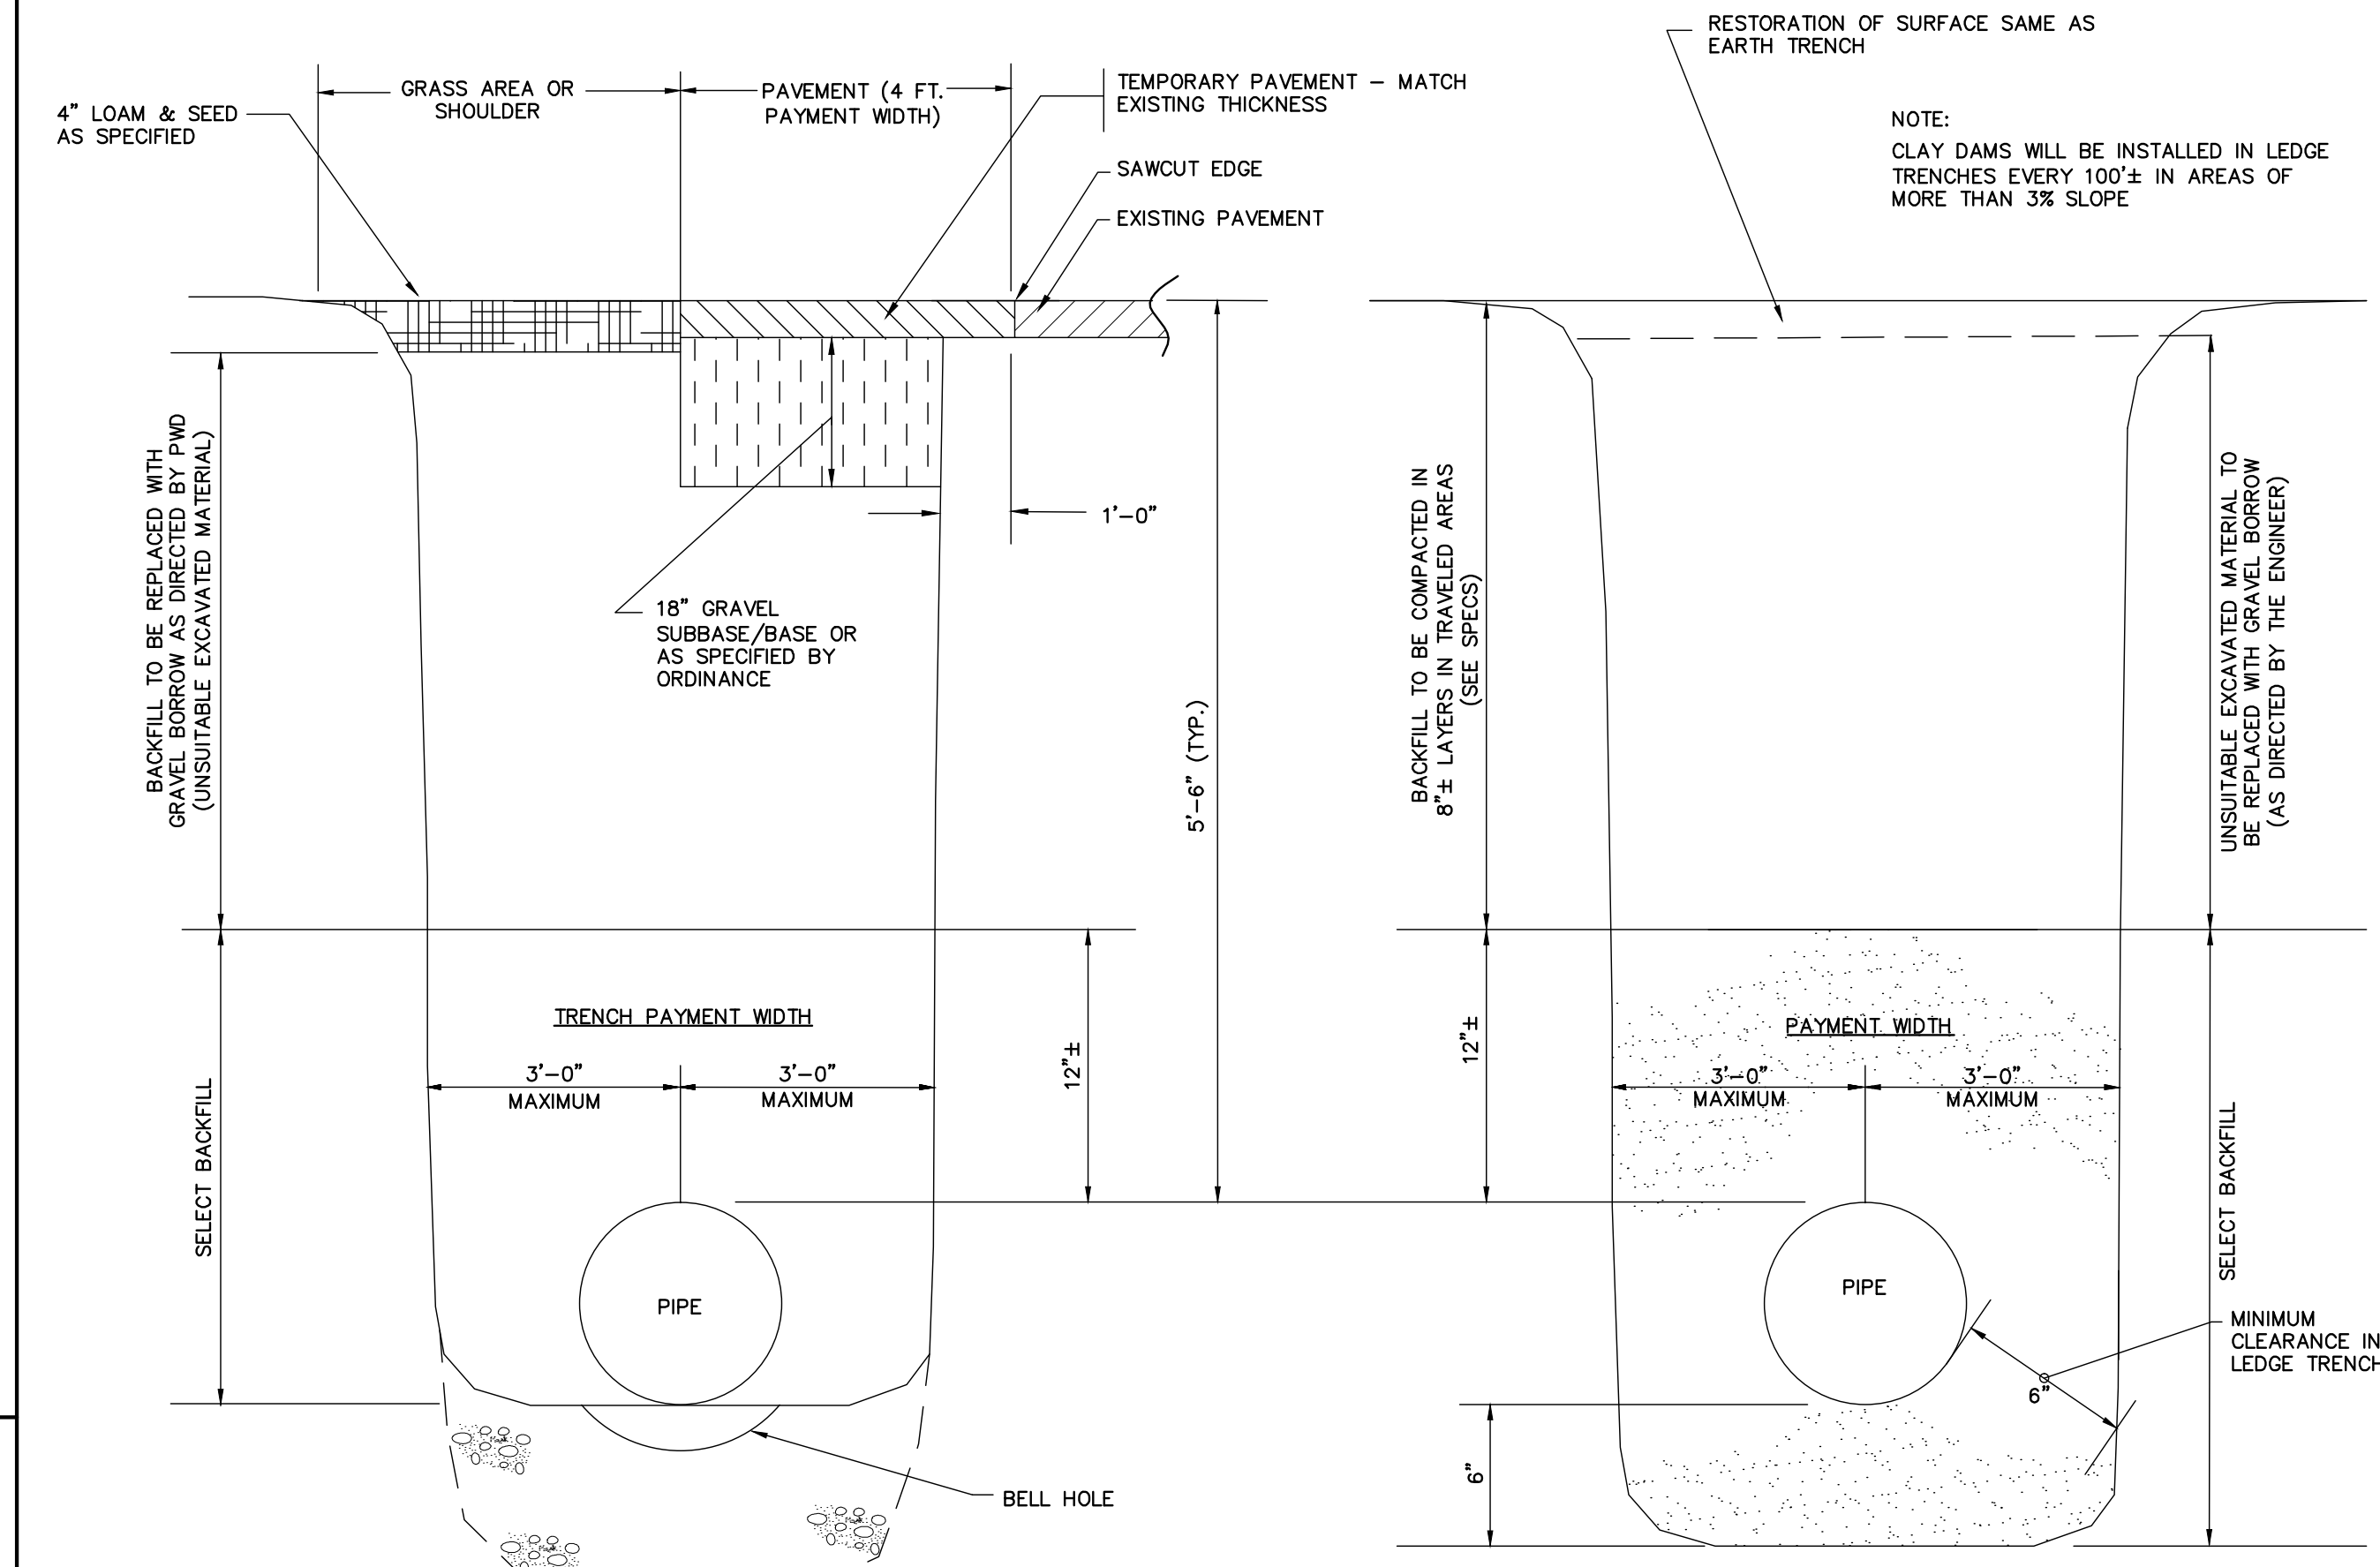 RESTORATION OF SURFACE SAME AS
EARTH TRENCH
GRASS AREA OR
SHOULDER
PAVEMENT (4 FT.
PAYMENT WIDTH)
TEMPORARY PAVEMENT – MATCH
EXISTING THICKNESS
4" LOAM & SEED
AS SPECIFIED
NOTE:
CLAY DAMS WILL BE INSTALLED IN LEDGE
TRENCHES EVERY 100'± IN AREAS OF
MORE THAN 3% SLOPE
SAWCUT EDGE
EXISTING PAVEMENT
BACKFILL TO BE REPLACED WITH
GRAVEL BORROW AS DIRECTED BY PWD
(UNSUITABLE EXCAVATED MATERIAL)
1'–0"
18" GRAVEL
SUBBASE/BASE OR
AS SPECIFIED BY
ORDINANCE
5'–6" (TYP.)
BACKFILL TO BE COMPACTED IN
8"± LAYERS IN TRAVELED AREAS
(SEE SPECS)
UNSUITABLE EXCAVATED MATERIAL TO
BE REPLACED WITH GRAVEL BORROW
(AS DIRECTED BY THE ENGINEER)
TRENCH PAYMENT WIDTH
3'–0"
MAXIMUM
3'–0"
MAXIMUM
12"±
SELECT BACKFILL
PIPE
BELL HOLE
12"±
PAYMENT WIDTH
3'–0"
MAXIMUM
3'–0"
MAXIMUM
SELECT BACKFILL
PIPE
MINIMUM
CLEARANCE IN
LEDGE TRENCH
6"
6"